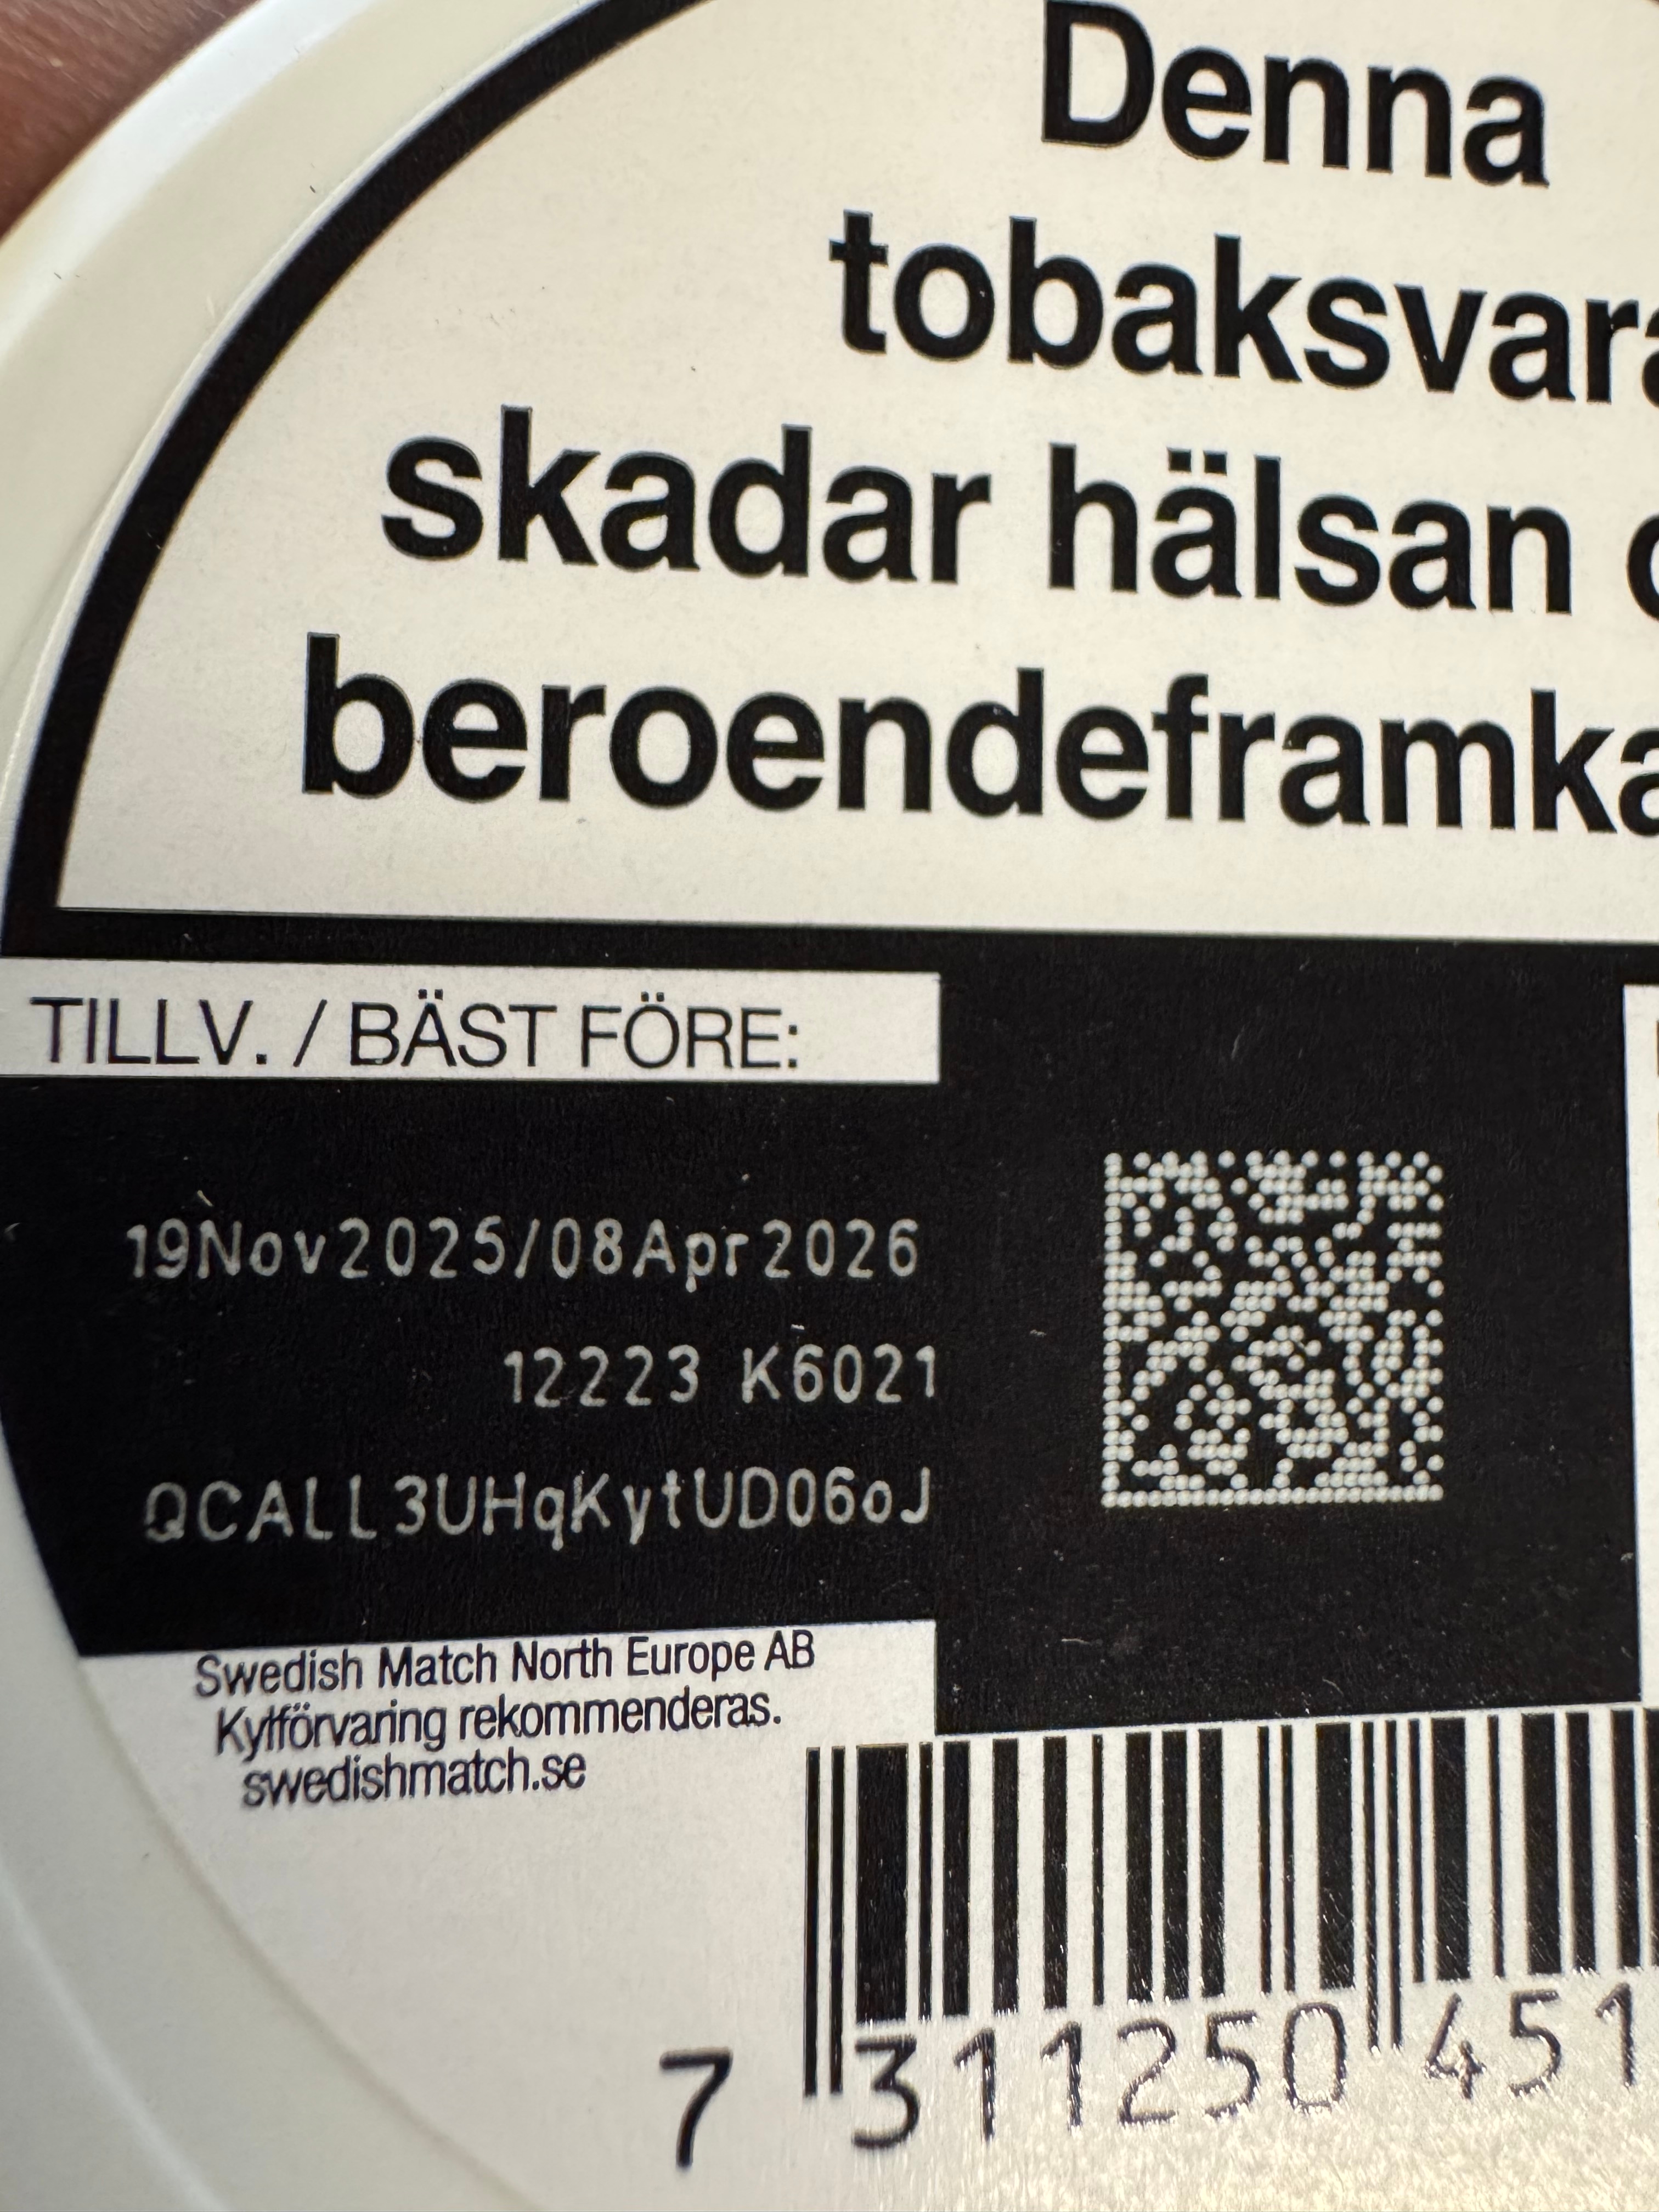 Denna
tobaksvara
skadar hälsan
beroendeframka
TILLV. / BÄST FÖRE:
19Nov2025/08Apr2026
12223 K6021
QCALL3UHqKytUD06oJ
Swedish Match North Europe AB
Kylförvaring rekommenderas.
swedishmatch.se
7 311250 451